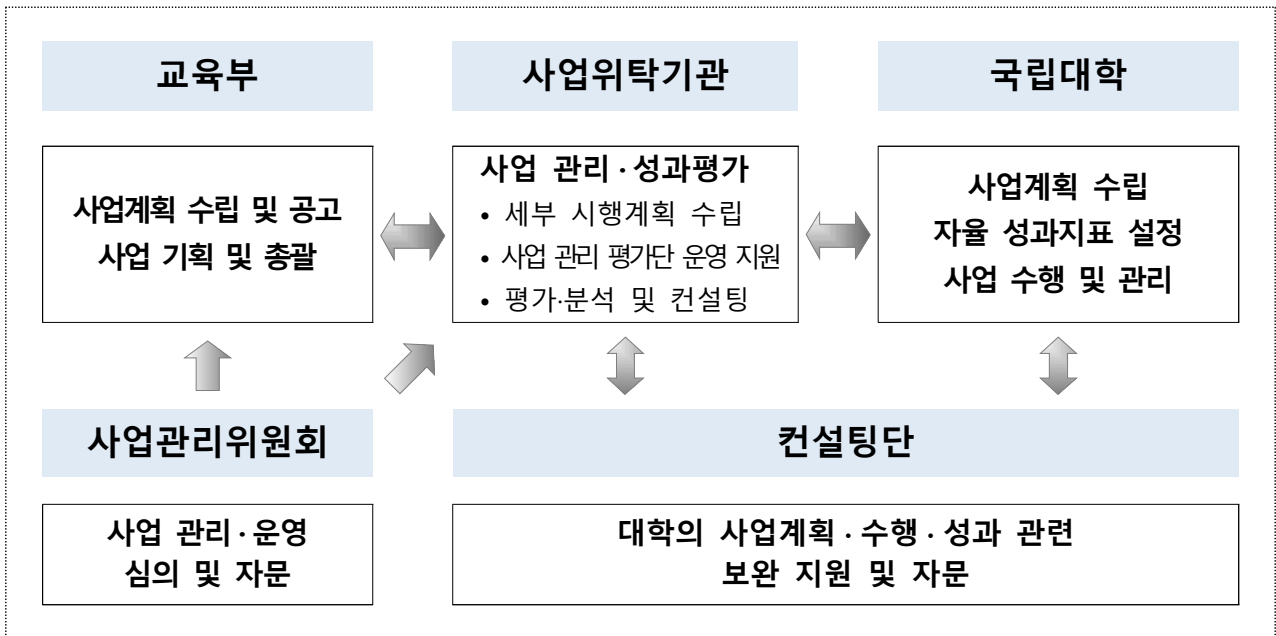 교육부
사업위탁기관
국립대학
사업계획 수립 및 공고
사업 기획 및 총괄
사업 관리·성과평가
• 세부 시행계획 수립
• 사업 관리 평가단 운영 지원
• 평가·분석 및 컨설팅
사업계획 수립
자율 성과지표 설정
사업 수행 및 관리
사업관리위원회
컨설팅단
사업 관리·운영
심의 및 자문
대학의 사업계획·수행·성과 관련
보완 지원 및 자문